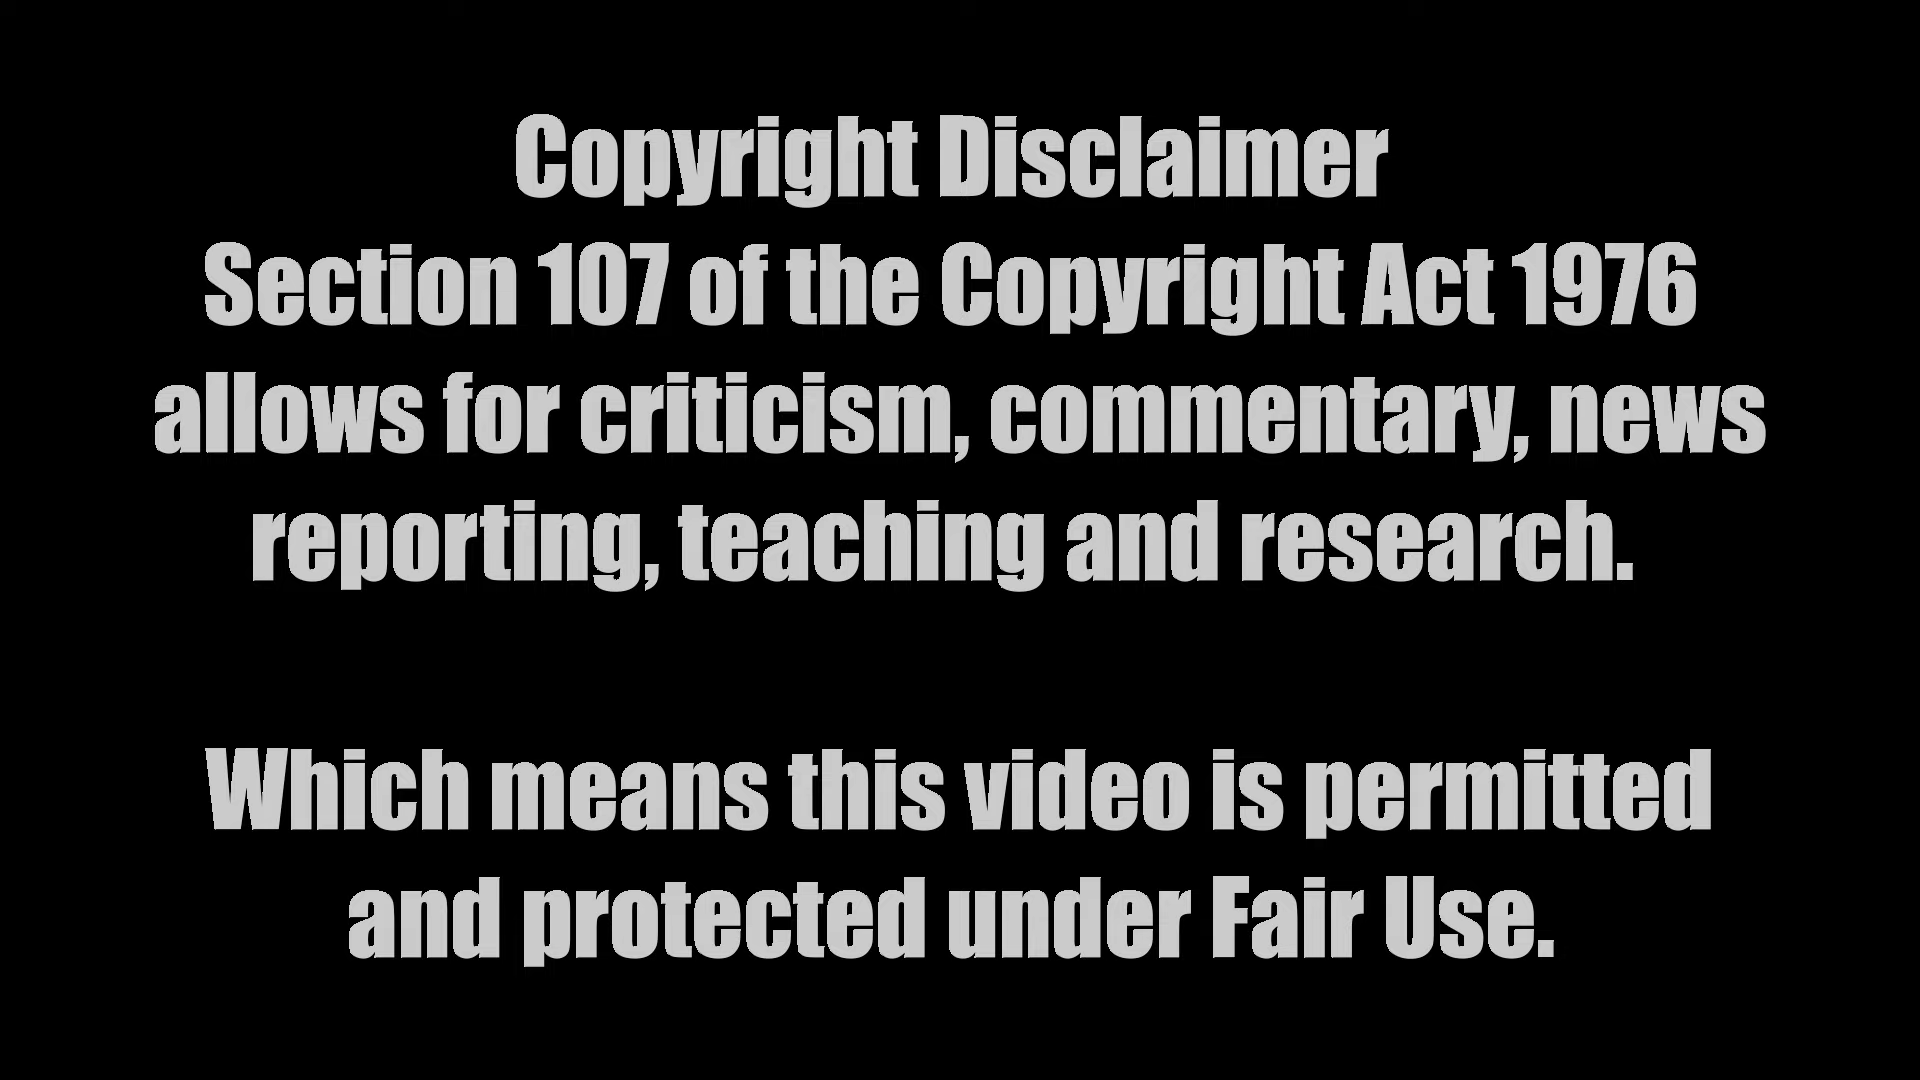 Copyright Disclaimer
Section 107 of the Copyright Act 1976
allows for criticism, commentary, news
reporting, teaching and research.
Which means this video is permitted
and protected under Fair Use.